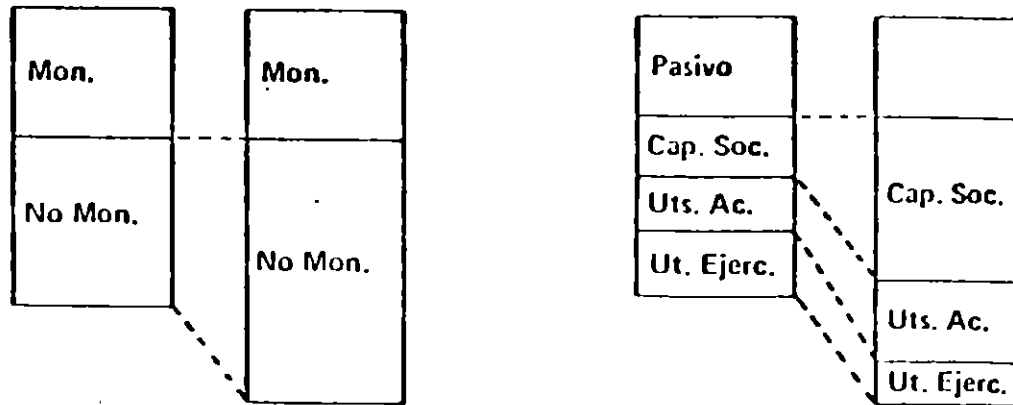 Mon.
No Mon.
Mon.
No Mon.
Pasivo
Cap. Soc.
Uts. Ac.
Ut. Ejerc.
Cap. Soc.
Uts. Ac.
Ut. Ejerc.